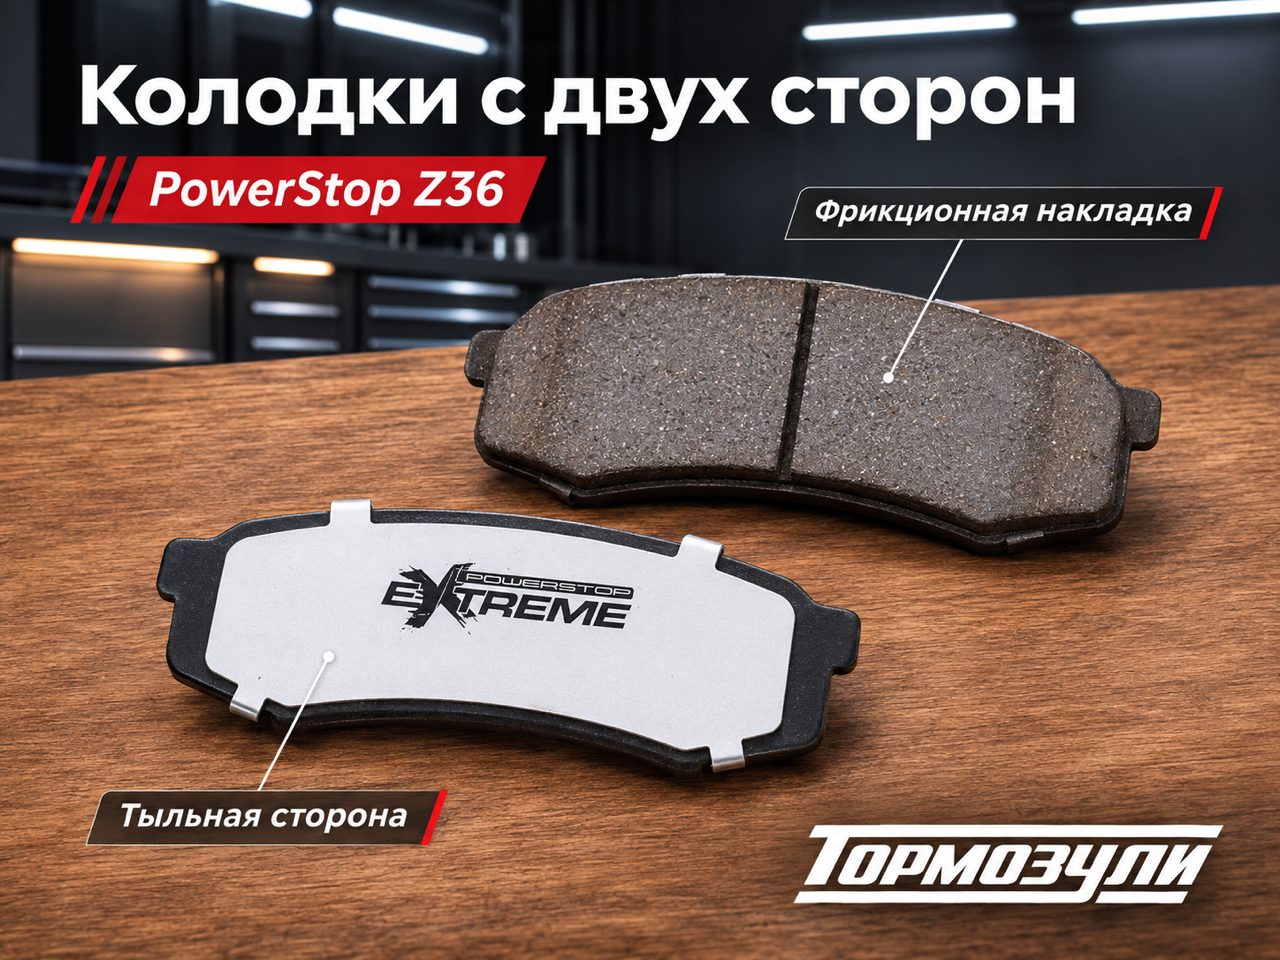 Колодки с двух сторон
PowerStop Z36
Фрикционная накладка
POWERSTOP
EXTREME
Тыльная сторона
ТОРМОЗУЛИ